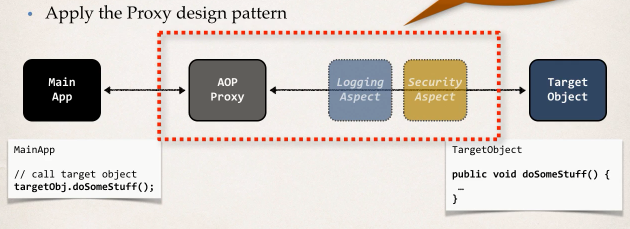 • Apply the Proxy design pattern
Main
App
AOP
Proxy
Logging
Aspect
Security
Aspect
Target
Object
MainApp
// call target object
targetObj.doSomeStuff();
TargetObject
public void doSomeStuff() {
…
}